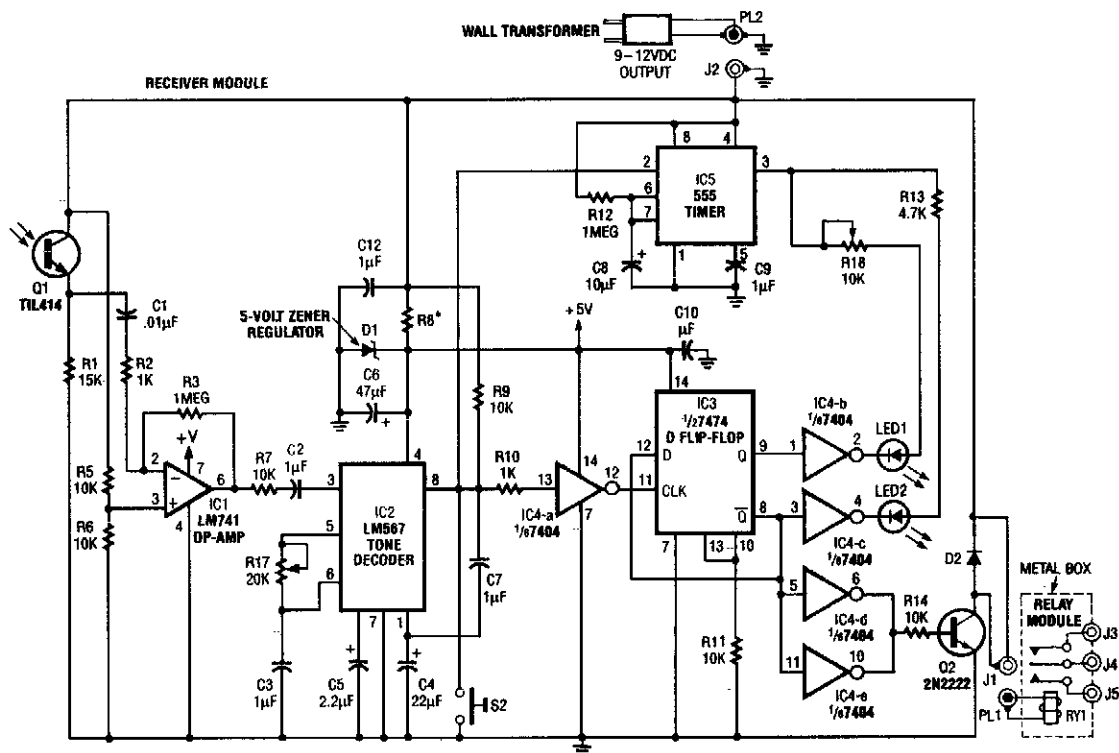 WALL TRANSFORMER
9–12VDC
OUTPUT
PL2
J2
RECEIVER MODULE
8
4
2
3
6
7
1
5
IC5
555
TIMER
R12
1MEG
C8
10µF
+
C9
1µF
R13
4.7K
R18
10K
Q1
TIL414
C1
.01µF
R1
15K
R2
1K
R3
1MEG
+V
R5
10K
R6
10K
2
3
7
6
4
−
+
IC1
LM741
OP-AMP
R7
10K
C2
1µF
C12
1µF
5-VOLT ZENER
REGULATOR
D1
R8*
C6
47µF
+
R9
10K
+5V
C10
µF
3
4
8
5
6
7
1
IC2
LM567
TONE
DECODER
R17
20K
C3
1µF
C5
2.2µF
+
C4
22µF
+
C7
1µF
S2
R10
1K
13
14
12
7
IC4-a
1/6 7404
14
12
D
11
CLK
Q
9
Q
8
7
13
10
IC3
1/2 7474
D FLIP-FLOP
R11
10K
IC4-b
1/6 7404
1
2
LED1
3
4
LED2
IC4-c
1/6 7404
5
6
IC4-d
1/6 7404
11
10
IC4-e
1/6 7404
R14
10K
D2
Q2
2N2222
METAL BOX
RELAY
MODULE
J3
J4
J5
J1
PL1
RY1